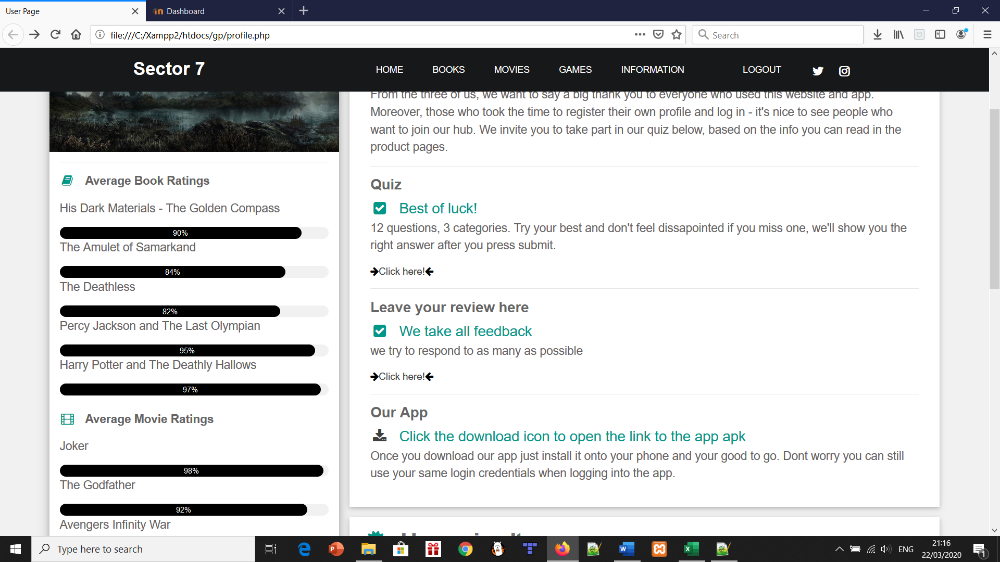 User Page
Dashboard
file:///C:/Xampp2/htdocs/gp/profile.php
Search
Sector 7
HOME
BOOKS
MOVIES
GAMES
INFORMATION
LOGOUT
Average Book Ratings
His Dark Materials - The Golden Compass
90%
The Amulet of Samarkand
84%
The Deathless
82%
Percy Jackson and The Last Olympian
95%
Harry Potter and The Deathly Hallows
97%
Average Movie Ratings
Joker
98%
The Godfather
92%
Avengers Infinity War
From the three of us, we want to say a big thank you to everyone who used this website and app.
Moreover, those who took the time to register their own profile and log in - it's nice to see people who
want to join our hub. We invite you to take part in our quiz below, based on the info you can read in the
product pages.
Quiz
Best of luck!
12 questions, 3 categories. Try your best and don't feel dissapointed if you miss one, we'll show you the
right answer after you press submit.
Click here!
Leave your review here
We take all feedback
we try to respond to as many as possible
Click here!
Our App
Click the download icon to open the link to the app apk
Once you download our app just install it onto your phone and your good to go. Dont worry you can still
use your same login credentials when logging into the app.
Type here to search
ENG
21:16
22/03/2020
1